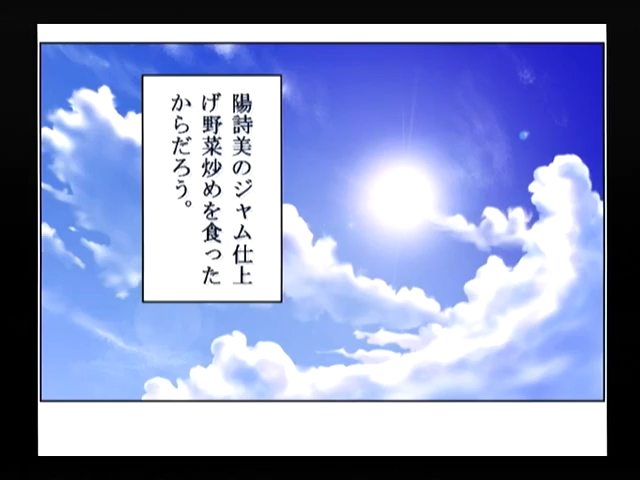 陽詩美のジャム仕上
げ野菜炒めを食った
からだろう。